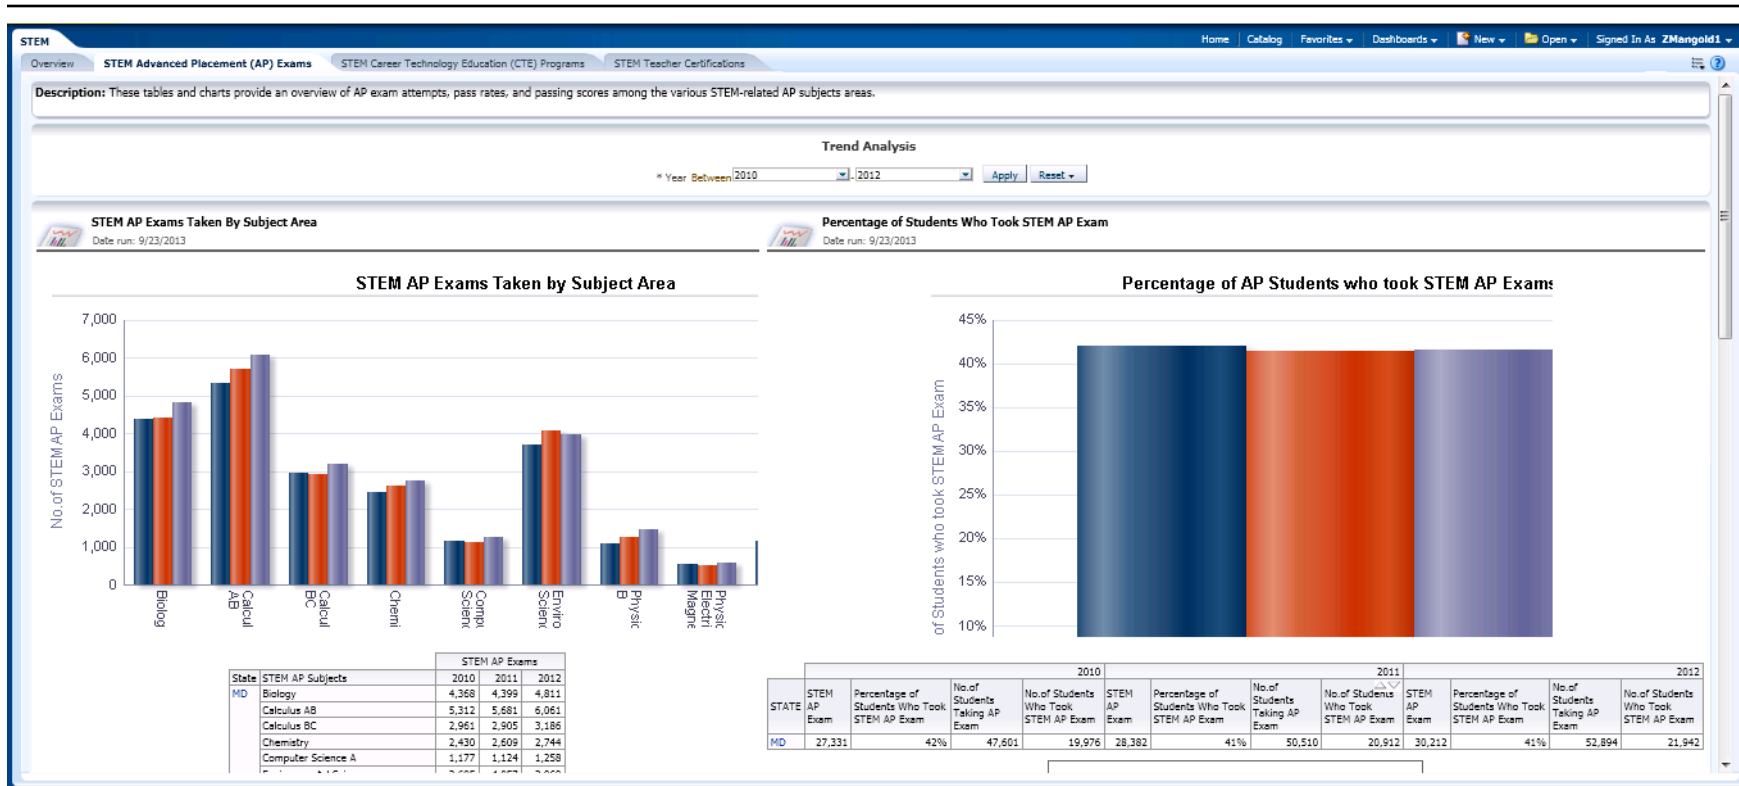 STEM
Home Catalog Favorites Dashboards New Open Signed In As ZMangold1
Overview STEM Advanced Placement (AP) Exams STEM Career Technology Education (CTE) Programs STEM Teacher Certifications
Description: These tables and charts provide an overview of AP exam attempts, pass rates, and passing scores among the various STEM-related AP subjects areas.
Trend Analysis
* Year Between 2010 - 2012 Apply Reset
STEM AP Exams Taken By Subject Area
Date run: 9/23/2013
STEM AP Exams Taken by Subject Area
No.of STEM AP Exams
7,000
6,000
5,000
4,000
3,000
2,000
1,000
0
Biolog
Calcul
AB
Calcul
BC
Chemi
Compu
Scienc
Enviro
Scienc
Physic
B
Physic
Electri
Magne
STEM AP Exams
State STEM AP Subjects 2010 2011 2012
MD Biology 4,368 4,399 4,811
Calculus AB 5,312 5,681 6,061
Calculus BC 2,961 2,905 3,186
Chemistry 2,430 2,609 2,744
Computer Science A 1,177 1,124 1,258
Percentage of Students Who Took STEM AP Exam
Date run: 9/23/2013
Percentage of AP Students who took STEM AP Exams
of Students who took STEM AP Exam
45%
40%
35%
30%
25%
20%
15%
10%
2010 2011 2012
STATE STEM AP Exam Percentage of Students Who Took STEM AP Exam No.of Students Taking AP Exam No.of Students Who Took STEM AP Exam STEM AP Exam Percentage of Students Who Took STEM AP Exam No.of Students Taking AP Exam No.of Students Who Took STEM AP Exam STEM AP Exam Percentage of Students Who Took STEM AP Exam No.of Students Taking AP Exam No.of Students Who Took STEM AP Exam
MD 27,331 42% 47,601 19,976 28,382 41% 50,510 20,912 30,212 41% 52,894 21,942